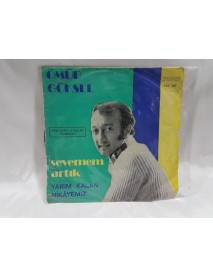 ÖMÜR
GÖKSEL
sevemem
artık
YARIM KALAN
HİKAYEMİZ